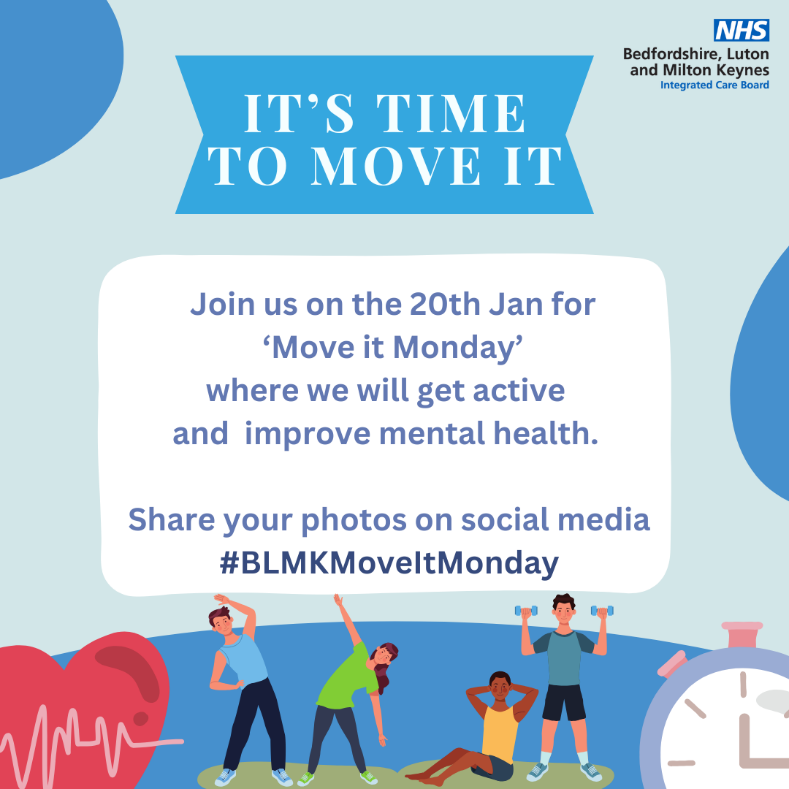 NHS
Bedfordshire, Luton
and Milton Keynes
Integrated Care Board
IT'S TIME
TO MOVE IT
Join us on the 20th Jan for
‘Move it Monday’
where we will get active
and improve mental health.
Share your photos on social media
#BLMKMoveItMonday